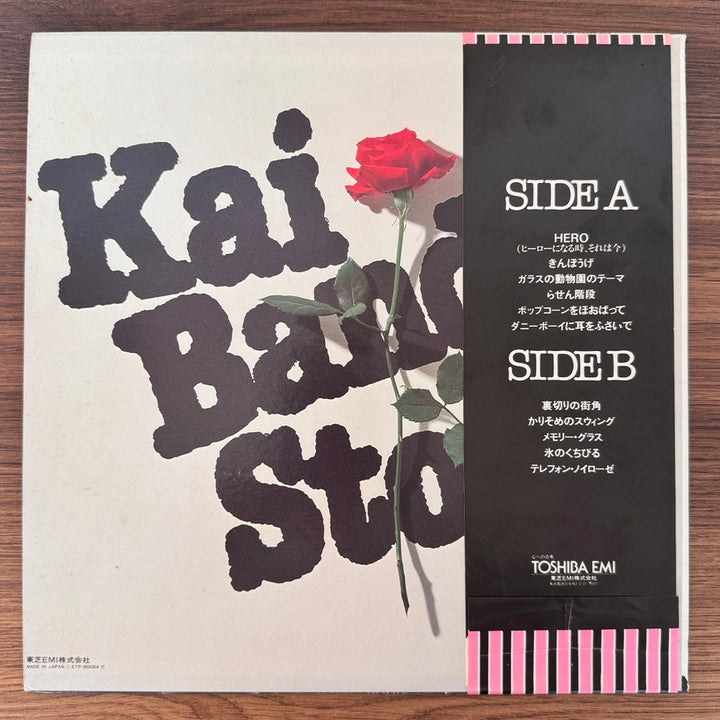 Kai
Band
Sto
東芝EMI株式会社
MADE IN JAPAN ETP-80064
SIDE A
HERO
(ヒーローになる時、それは今)
きんぽうげ
ガラスの動物園のテーマ
らせん階段
ポップコーンをほおばって
ダニーボーイに耳をふさいで
SIDE B
裏切りの街角
かりそめのスウィング
メモリー・グラス
氷のくちびる
テレフォン・ノイローゼ
TOSHIBA EMI
東芝EMI株式会社